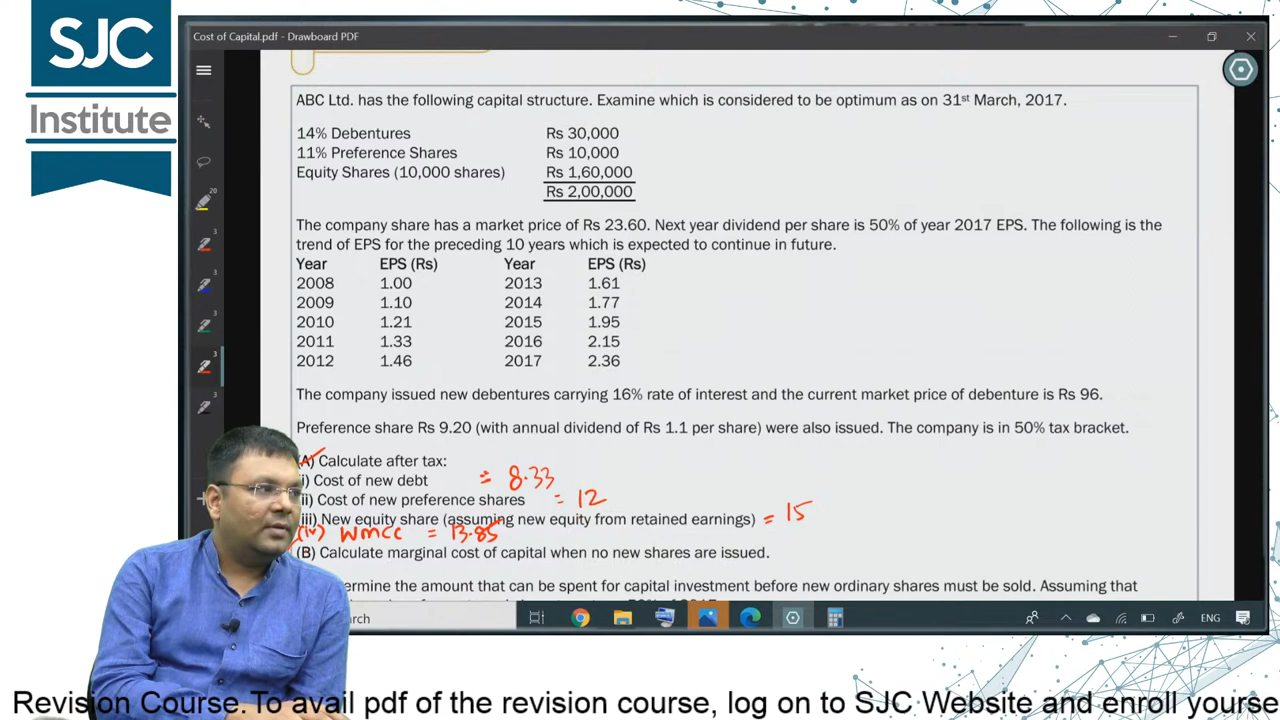 SJC
Institute
Cost of Capital.pdf - Drawboard PDF
ABC Ltd. has the following capital structure. Examine which is considered to be optimum as on 31st March, 2017.
14% Debentures Rs 30,000
11% Preference Shares Rs 10,000
Equity Shares (10,000 shares) Rs 1,60,000
Rs 2,00,000
The company share has a market price of Rs 23.60. Next year dividend per share is 50% of year 2017 EPS. The following is the
trend of EPS for the preceding 10 years which is expected to continue in future.
Year EPS (Rs) Year EPS (Rs)
2008 1.00 2013 1.61
2009 1.10 2014 1.77
2010 1.21 2015 1.95
2011 1.33 2016 2.15
2012 1.46 2017 2.36
The company issued new debentures carrying 16% rate of interest and the current market price of debenture is Rs 96.
Preference share Rs 9.20 (with annual dividend of Rs 1.1 per share) were also issued. The company is in 50% tax bracket.
(A) Calculate after tax:
i) Cost of new debt = 8.33
ii) Cost of new preference shares = 12
iii) New equity share (assuming new equity from retained earnings) = 15
(iv) WMCC = 13.85
(B) Calculate marginal cost of capital when no new shares are issued.
ermine the amount that can be spent for capital investment before new ordinary shares must be sold. Assuming that
20
3
3
3
3
3
arch
ENG
Revision Course. To avail pdf of the revision course, log on to SJC Website and enroll yourse